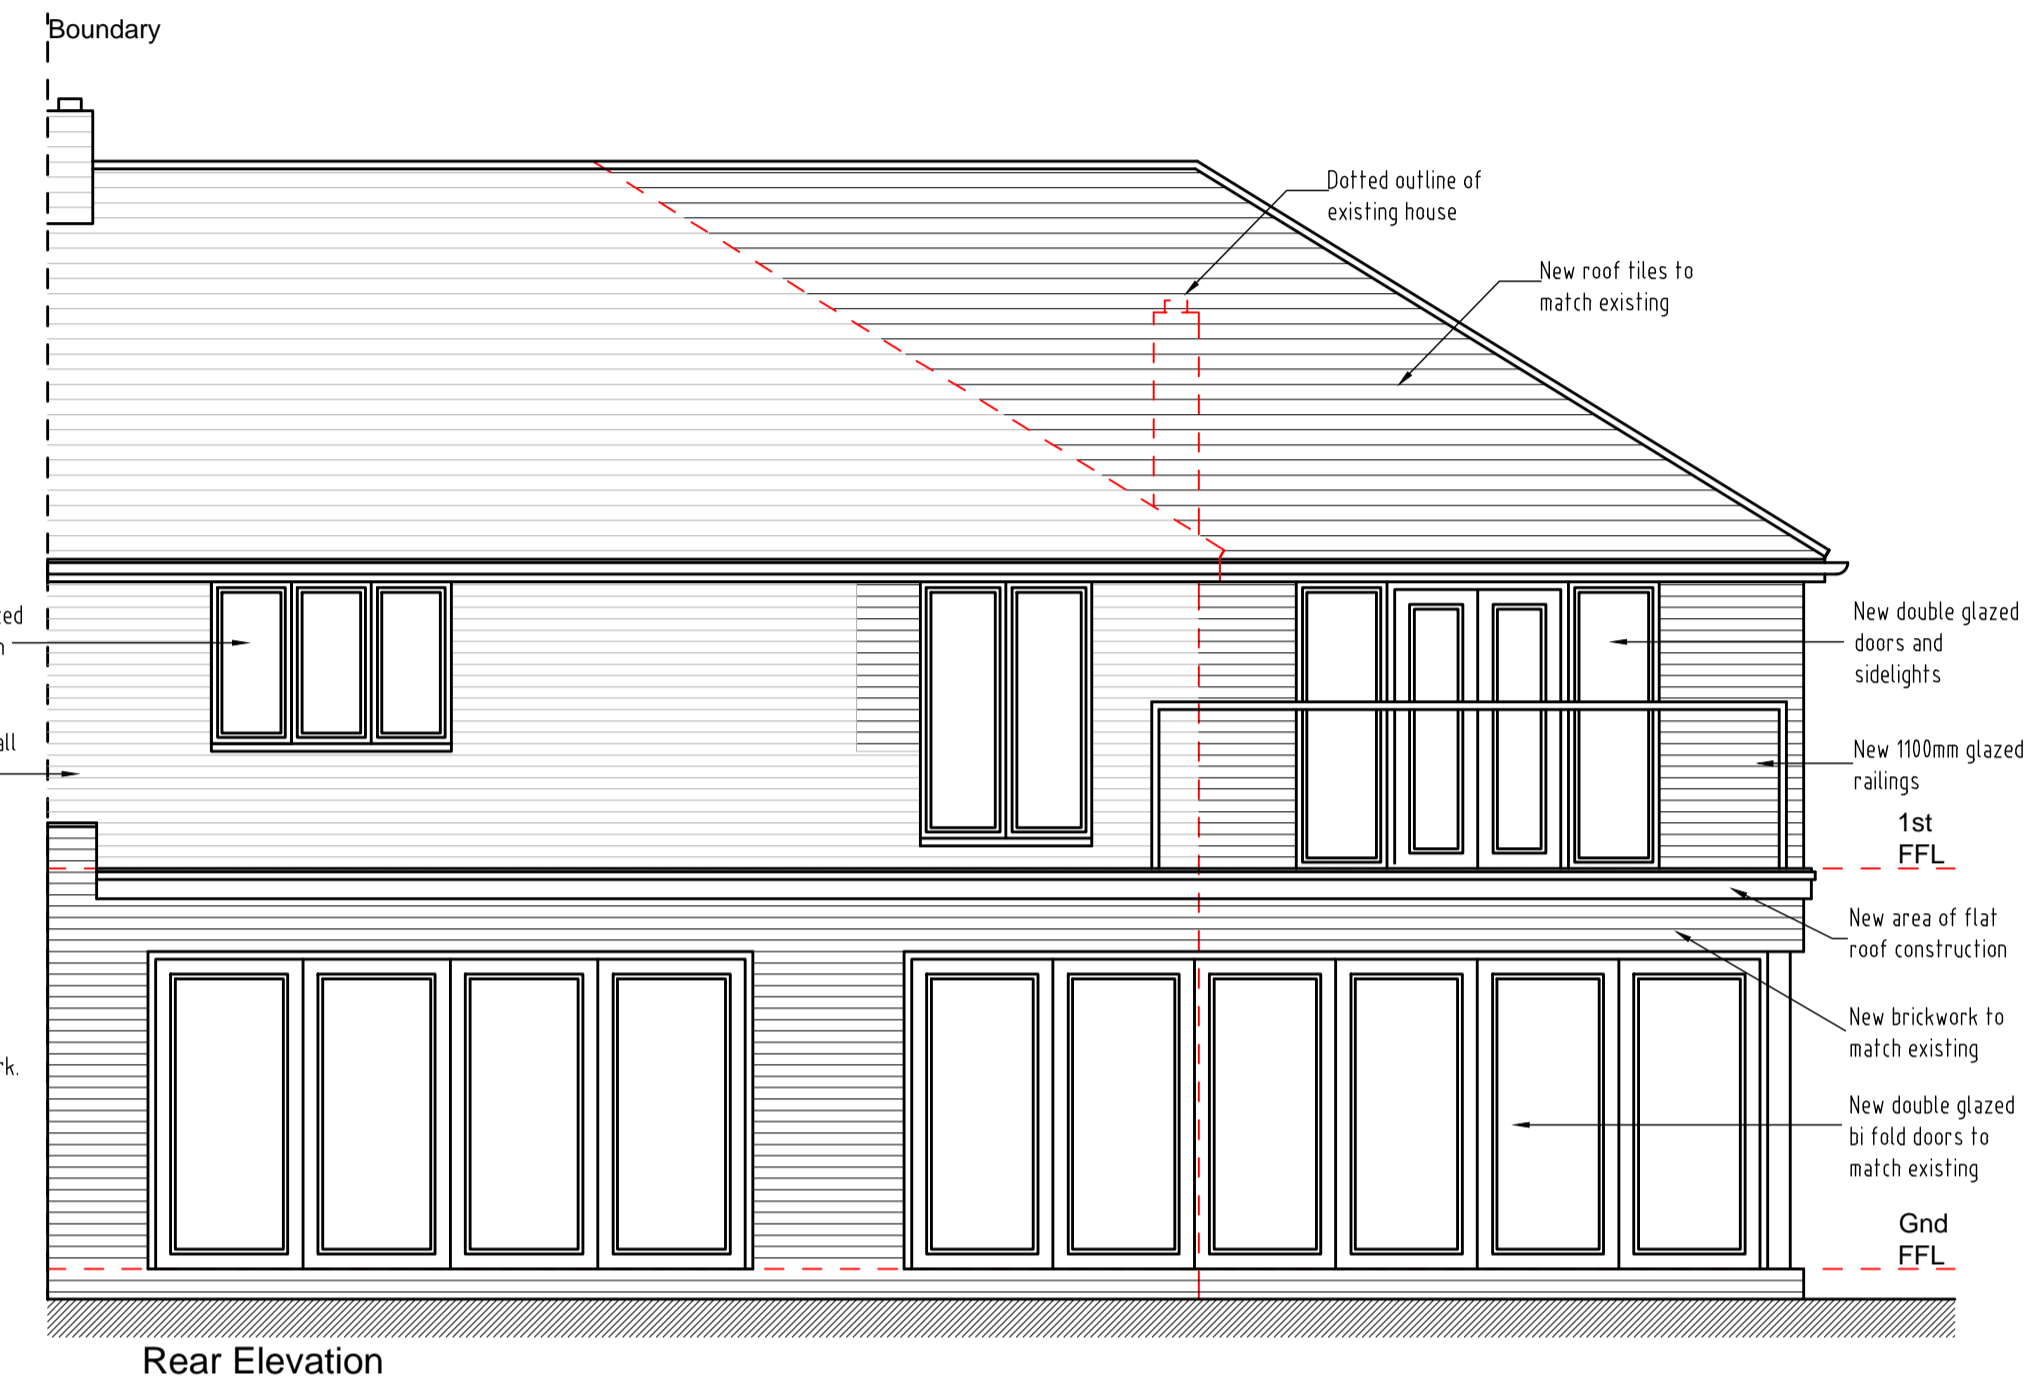 Boundary
Dotted outline of
existing house
New roof tiles to
match existing
New double glazed
doors and
sidelights
New 1100mm glazed
railings
1st
FFL
New area of flat
roof construction
New brickwork to
match existing
New double glazed
bi fold doors to
match existing
Gnd
FFL
Rear Elevation